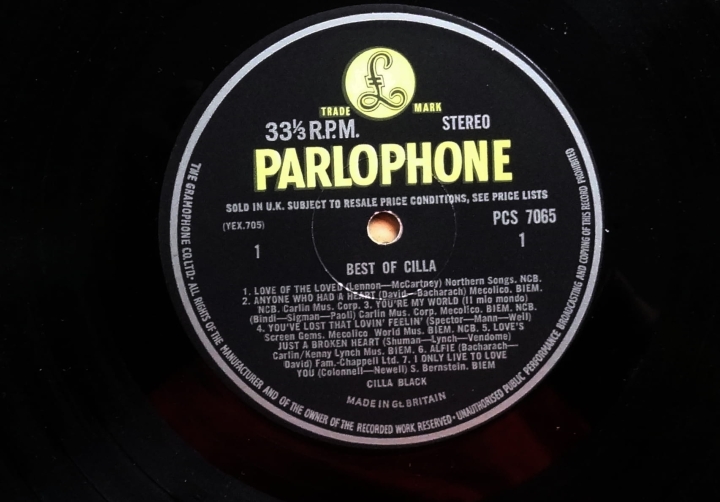 £
TRADE MARK
33⅓ R.P.M. STEREO
PARLOPHONE
SOLD IN U.K. SUBJECT TO RESALE PRICE CONDITIONS, SEE PRICE LISTS
(YEX.705) PCS 7065
1 1
BEST OF CILLA
1. LOVE OF THE LOVED (Lennon—McCartney) Northern Songs. NCB.
2. ANYONE WHO HAD A HEART (David—Bacharach) Mecolico. BIEM.
NCB. Carlin Mus. Corp. 3. YOU'RE MY WORLD (Il mio mondo)
(Bindi—Sigman—Paoli) Carlin Mus. Corp. Mecolico. BIEM. NCB.
4. YOU'VE LOST THAT LOVIN' FEELIN' (Spector—Mann—Weil)
Screen Gems. Mecolico World Mus. BIEM. NCB. 5. LOVE'S
JUST A BROKEN HEART (Shuman—Lynch—Vendome)
Carlin/Kenny Lynch Mus. BIEM. 6. ALFIE (Bacharach—
David) Fam.-Chappell Ltd. 7. I ONLY LIVE TO LOVE
YOU (Colonnell—Newell) S. Bernstein. BIEM
CILLA BLACK
MADE IN Gt. BRITAIN
THE GRAMOPHONE CO. LTD. · ALL RIGHTS OF THE MANUFACTURER AND OF THE OWNER OF THE RECORDED WORK RESERVED · UNAUTHORISED PUBLIC PERFORMANCE BROADCASTING AND COPYING OF THIS RECORD PROHIBITED